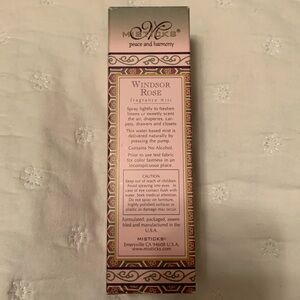 M
MISTICKS®
peace and harmony
WINDSOR
ROSE
fragrance mist
Spray lightly to freshen
linens or sweetly scent
the air, draperies, car-
pets, drawers and closets.
This water based mist is
delivered naturally by
pressing the pump.
Contains No Alcohol.
Prior to use test fabric
for color fastness in an
inconspicuous place.
CAUTION
Keep out of reach of children.
Avoid spraying into eyes. In
case of eye contact flush with
water. Seek medical attention.
Do not spray on furniture,
highly polished surfaces or
plastic as damage may occur.
Formulated, packaged, assem-
bled and manufactured in the
U.S.A.
MISTICKS®
Emeryville CA 94608 U.S.A.
www.misticks.com